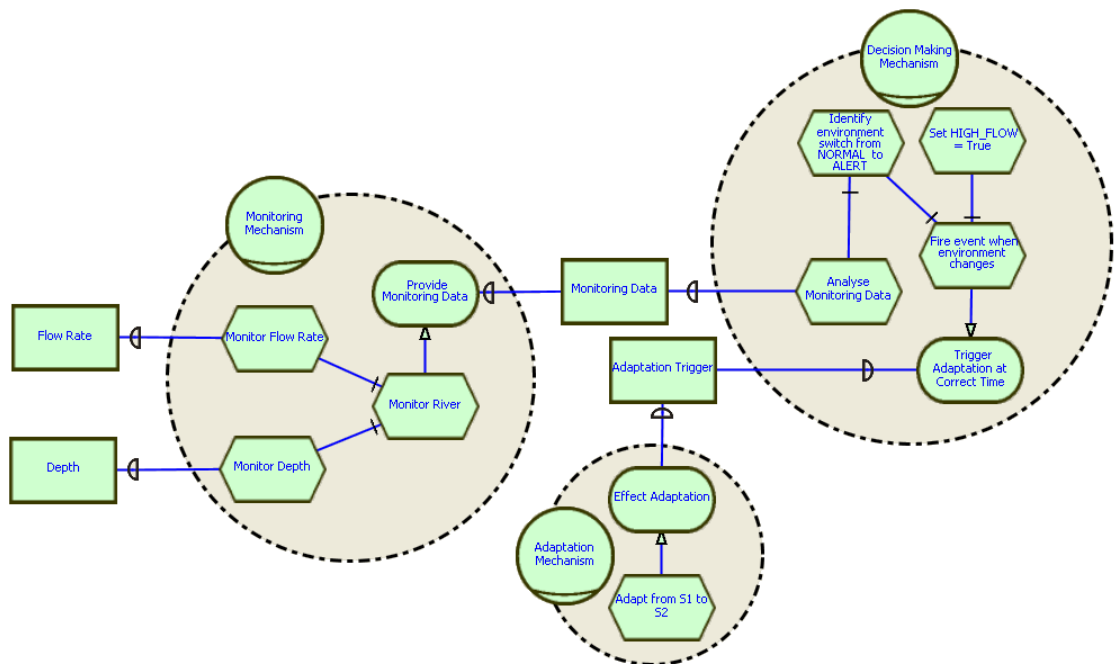 Decision Making
Mechanism
Identify
environment
switch from
NORMAL to
ALERT
Set HIGH_FLOW
= True
Monitoring
Mechanism
Fire event when
environment
changes
Provide
Monitoring Data
Monitoring Data
Analyse
Monitoring Data
Flow Rate
Monitor Flow Rate
Adaptation Trigger
Trigger
Adaptation at
Correct Time
Monitor River
Depth
Monitor Depth
Effect Adaptation
Adaptation
Mechanism
Adapt from S1 to
S2